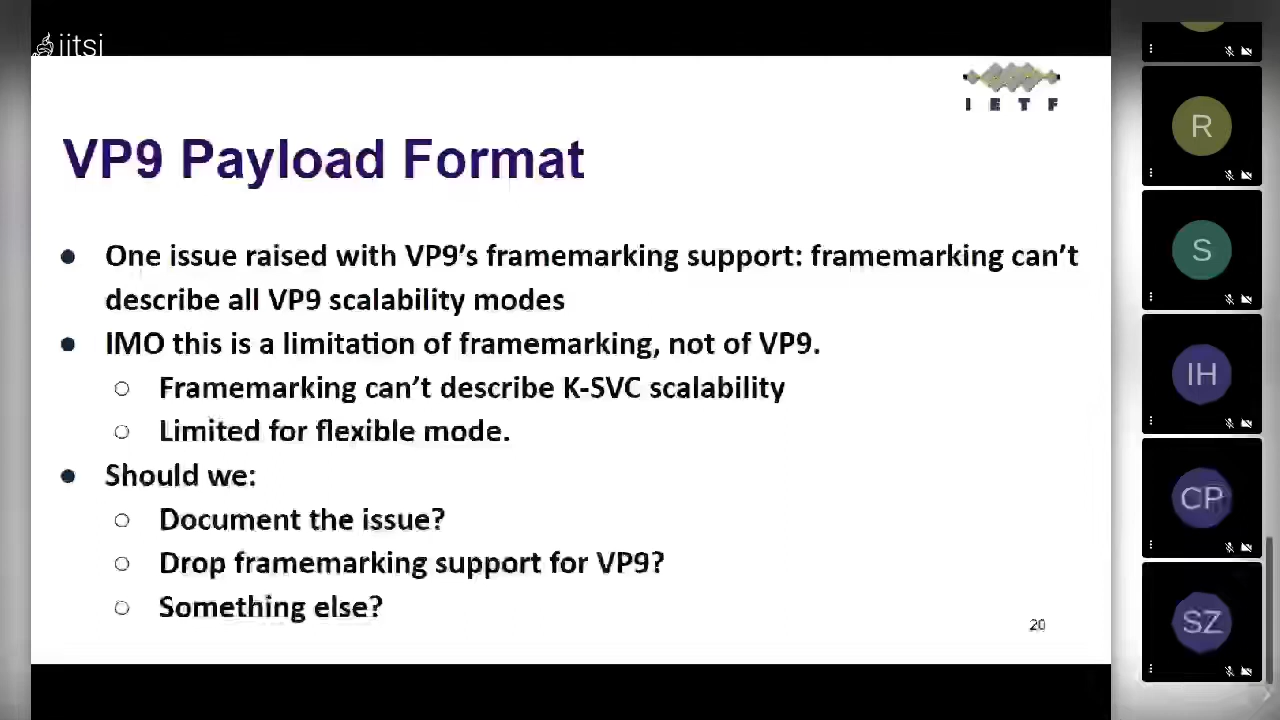 jitsi
I E T F
VP9 Payload Format
● One issue raised with VP9’s framemarking support: framemarking can’t
describe all VP9 scalability modes
● IMO this is a limitation of framemarking, not of VP9.
○ Framemarking can’t describe K-SVC scalability
○ Limited for flexible mode.
● Should we:
○ Document the issue?
○ Drop framemarking support for VP9?
○ Something else?
20
R
S
IH
CP
SZ